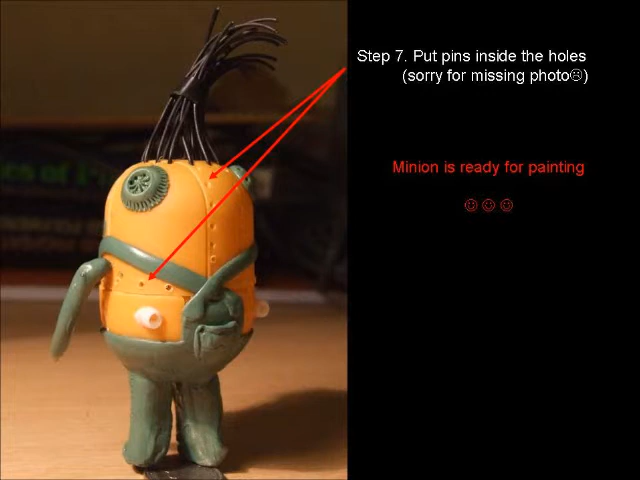 Step 7. Put pins inside the holes
(sorry for missing photo☹)
Minion is ready for painting
☺ ☺ ☺